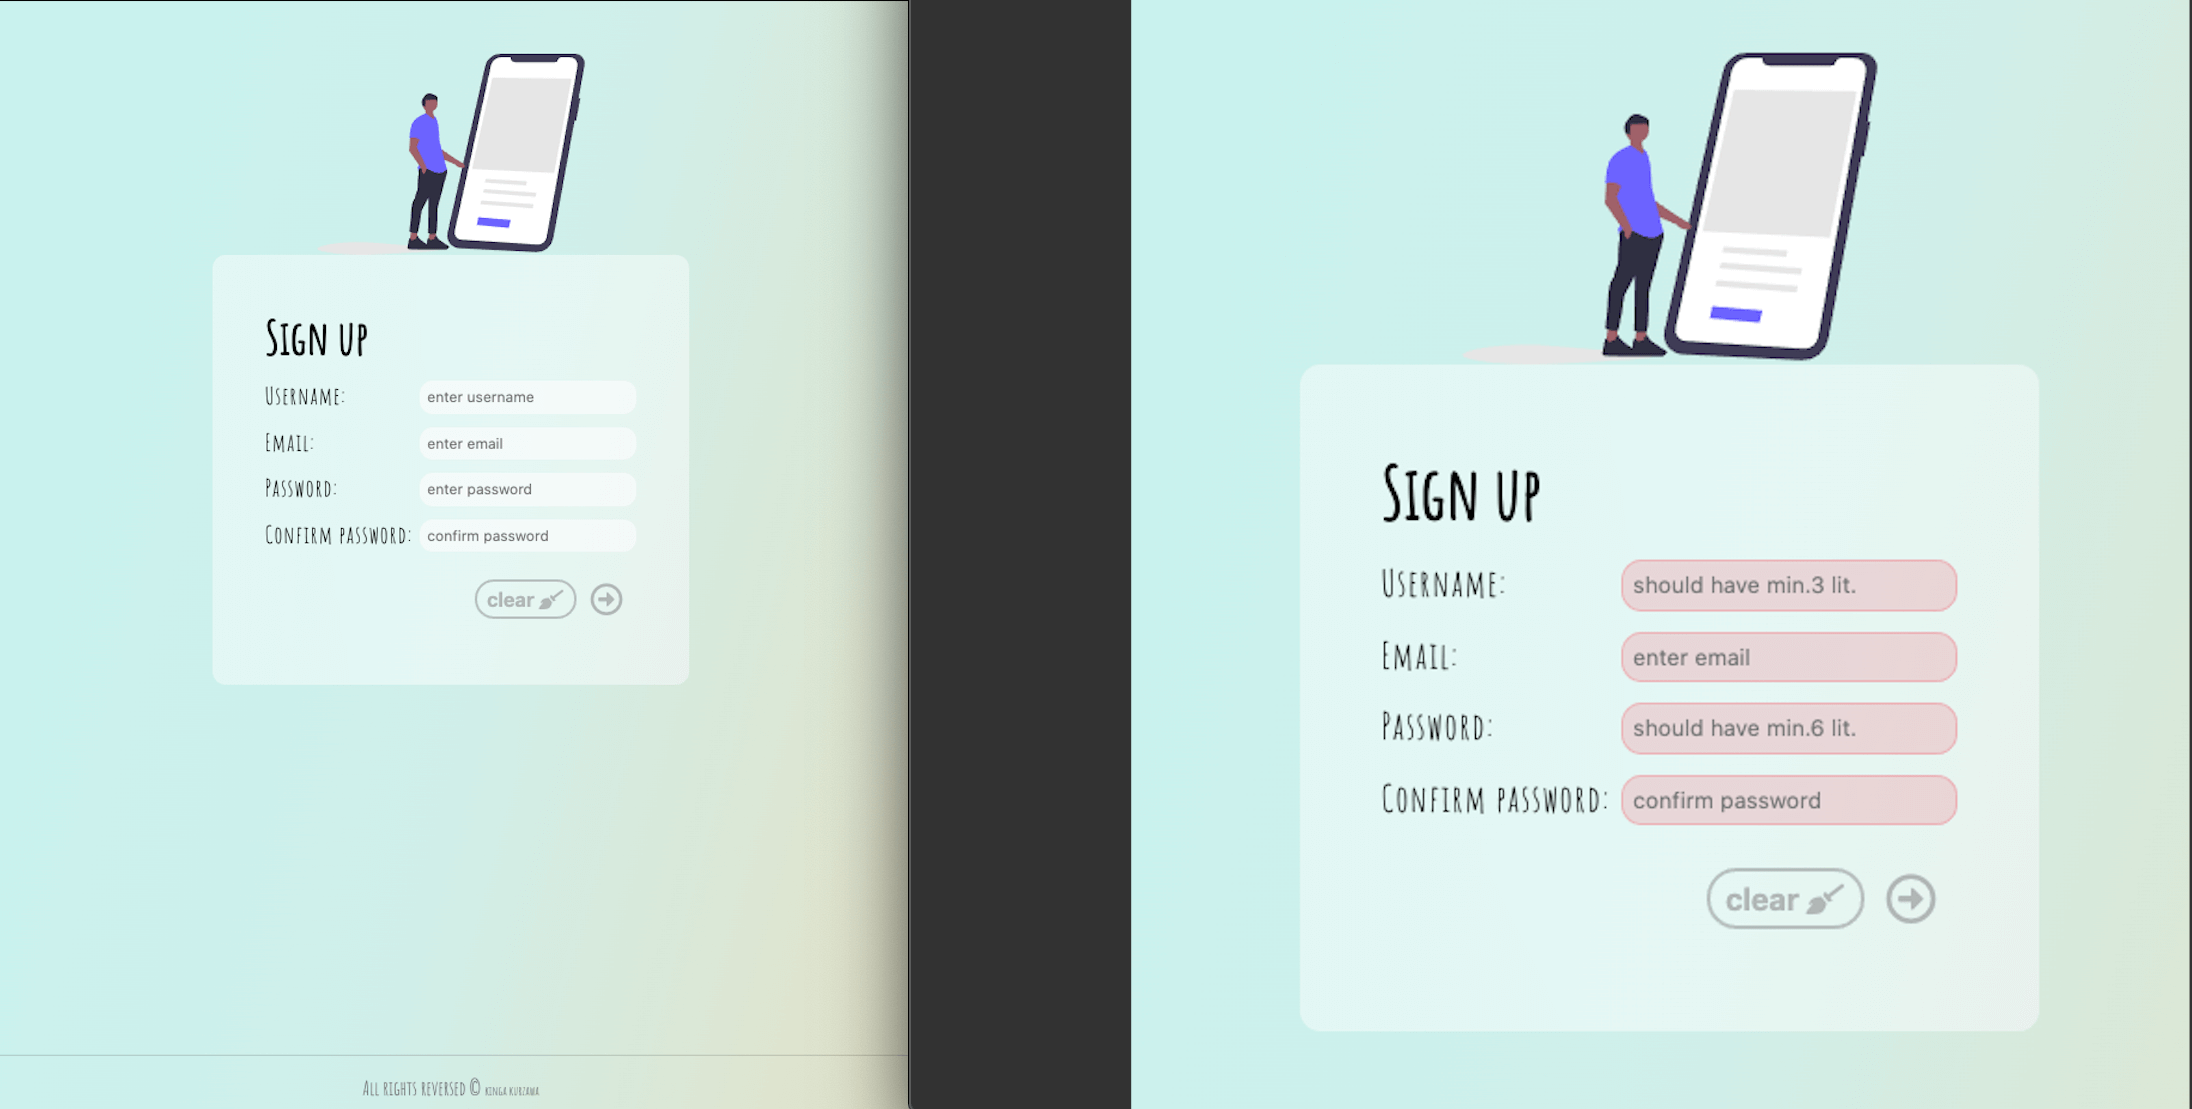 Sign up
Username: enter username
Email: enter email
Password: enter password
Confirm password: confirm password
clear
All rights reversed © kinga kurzawa
Sign up
Username: should have min.3 lit.
Email: enter email
Password: should have min.6 lit.
Confirm password: confirm password
clear